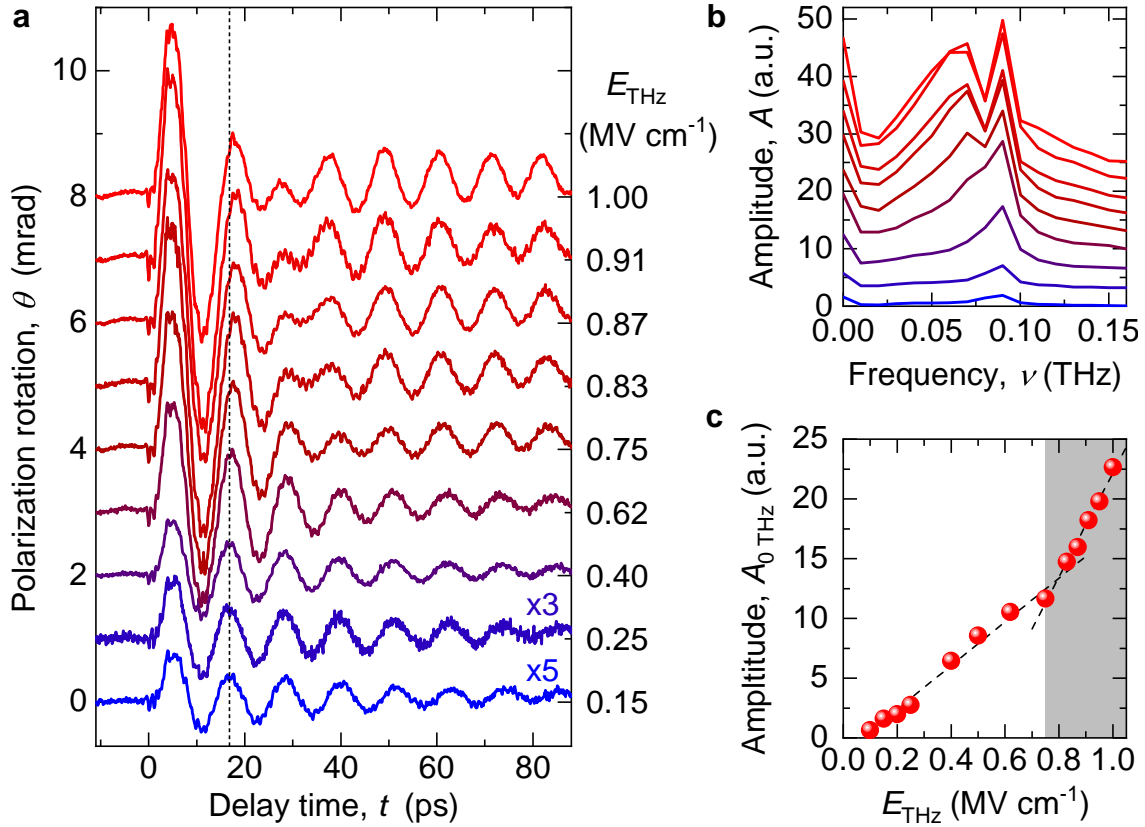 a
Polarization rotation, θ (mrad)
10
8
6
4
2
0
0
20
40
60
80
Delay time, t (ps)
E_THz
(MV cm⁻¹)
1.00
0.91
0.87
0.83
0.75
0.62
0.40
x3
0.25
x5
0.15
b
Amplitude, A (a.u.)
50
40
30
20
10
0
0.00 0.05 0.10 0.15
Frequency, ν (THz)
c
Ampltitude, A_0 THz (a.u.)
25
20
15
10
5
0
0.0 0.2 0.4 0.6 0.8 1.0
E_THz (MV cm⁻¹)